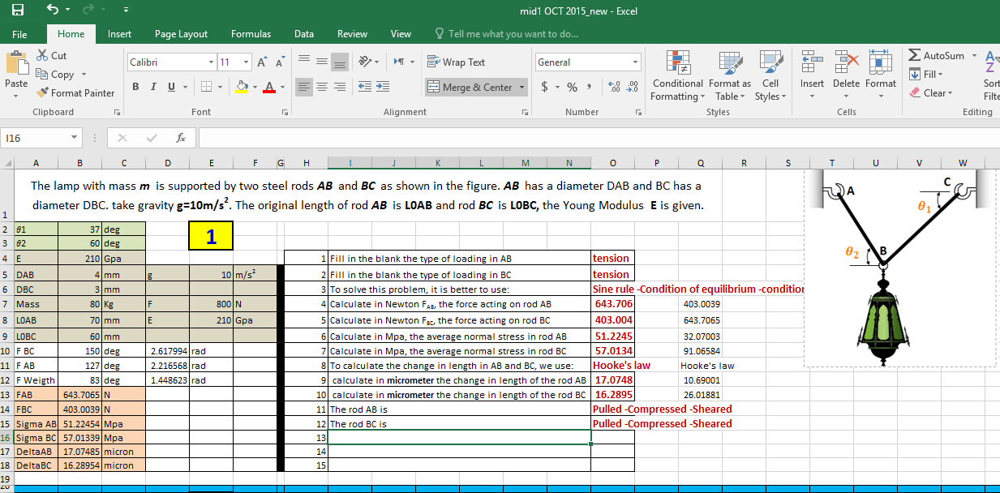 mid1 OCT 2015_new - Excel
File Home Insert Page Layout Formulas Data Review View Tell me what you want to do...
Cut
Copy
Format Painter
Paste
Clipboard
Calibri 11 A A
B I U A
Font
Wrap Text
Merge & Center
Alignment
General
$ % , .0 .00 .00 .0
Number
Conditional Formatting
Format as Table
Cell Styles
Styles
Insert Delete Format
Cells
AutoSum
Fill
Clear
Sort
Filte
Editing
I16 fx
A B C D E F G H I J K L M N O P Q R S T U V W
The lamp with mass m is supported by two steel rods AB and BC as shown in the figure. AB has a diameter DAB and BC has a
1 diameter DBC. take gravity g=10m/s². The original length of rod AB is L0AB and rod BC is L0BC, the Young Modulus E is given.
2 θ1 37 deg 1
3 θ2 60 deg
4 E 210 Gpa 1 Fill in the blank the type of loading in AB tension
5 DAB 4 mm g 10 m/s² 2 Fill in the blank the type of loading in BC tension
6 DBC 3 mm 3 To solve this problem, it is better to use: Sine rule -Condition of equilibrium -condition
7 Mass 80 Kg F 800 N 4 Calculate in Newton FAB, the force acting on rod AB 643.706 403.0039
8 L0AB 70 mm E 210 Gpa 5 Calculate in Newton FBC, the force acting on rod BC 403.004 643.7065
9 L0BC 60 mm 6 Calculate in Mpa, the average normal stress in rod AB 51.2245 32.07003
10 F BC 150 deg 2.617994 rad 7 Calculate in Mpa, the average normal stress in rod BC 57.0134 91.06584
11 F AB 127 deg 2.216568 rad 8 To calculate the change in length in AB and BC, we use: Hooke's law Hooke's law
12 F Weigth 83 deg 1.448623 rad 9 calculate in micrometer the change in length of the rod AB 17.0748 10.69001
13 FAB 643.7065 N 10 calculate in micrometer the change in length of the rod BC 16.2895 26.01881
14 FBC 403.0039 N 11 The rod AB is Pulled -Compressed -Sheared
15 Sigma AB 51.22454 Mpa 12 The rod BC is Pulled -Compressed -Sheared
16 Sigma BC 57.01339 Mpa 13
17 DeltaAB 17.07485 micron 14
18 DeltaBC 16.28954 micron 15
19
20
A C
θ1
θ2 B